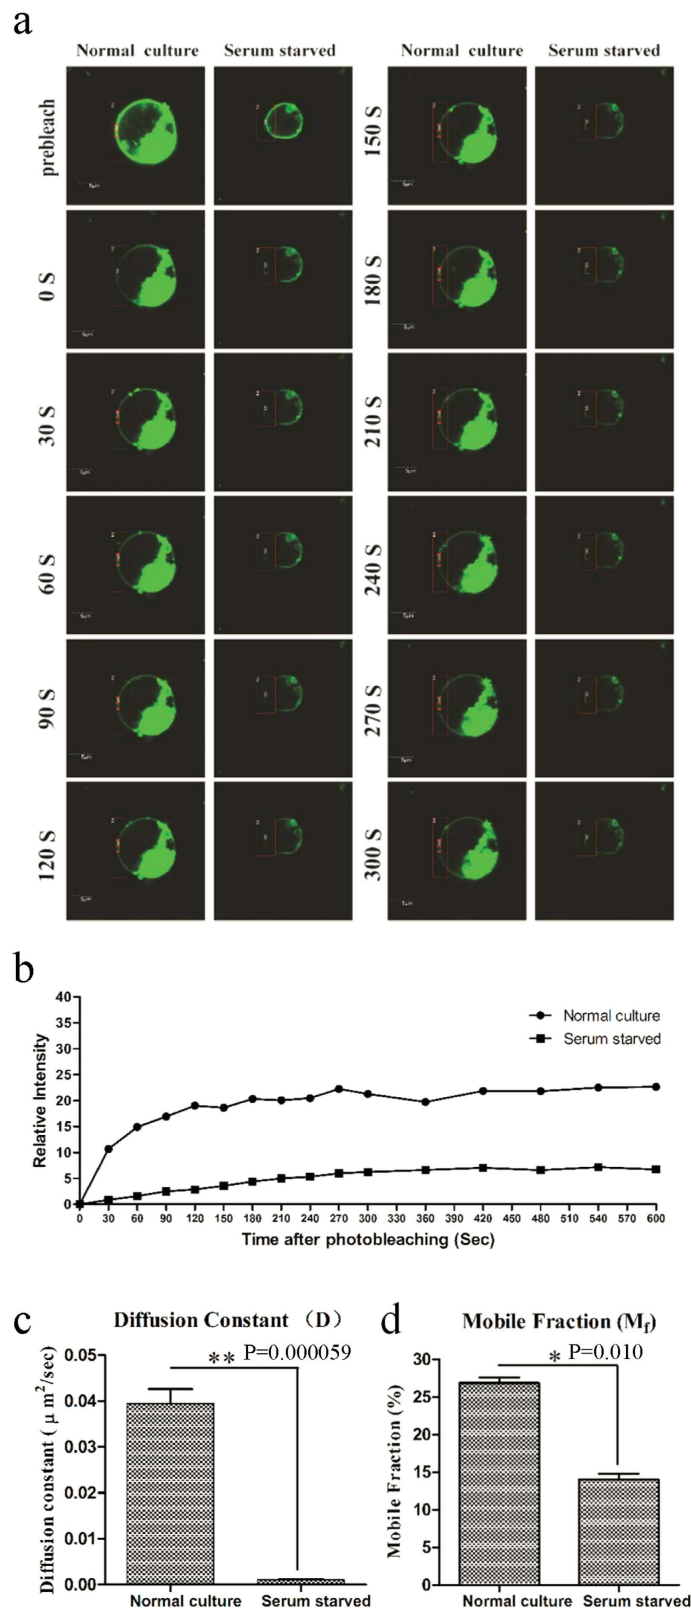 a
Normal culture Serum starved Normal culture Serum starved
prebleach 150 S
0 S 180 S
30 S 210 S
60 S 240 S
90 S 270 S
120 S 300 S
b
40
35
30
25
20
15
10
5
0
Relative Intensity
Normal culture
Serum starved
0 30 60 90 120 150 180 210 240 270 300 330 360 390 420 450 480 510 540 570 600
Time after photobleaching (Sec)
c
Diffusion Constant （D）
** P=0.000059
0.05
0.04
0.03
0.02
0.01
0.00
Diffusion constant ( μ m²/sec)
Normal culture Serum starved
d
Mobile Fraction (Mf)
* P=0.010
30
25
20
15
10
5
0
Mobile Fraction (%)
Normal culture Serum starved